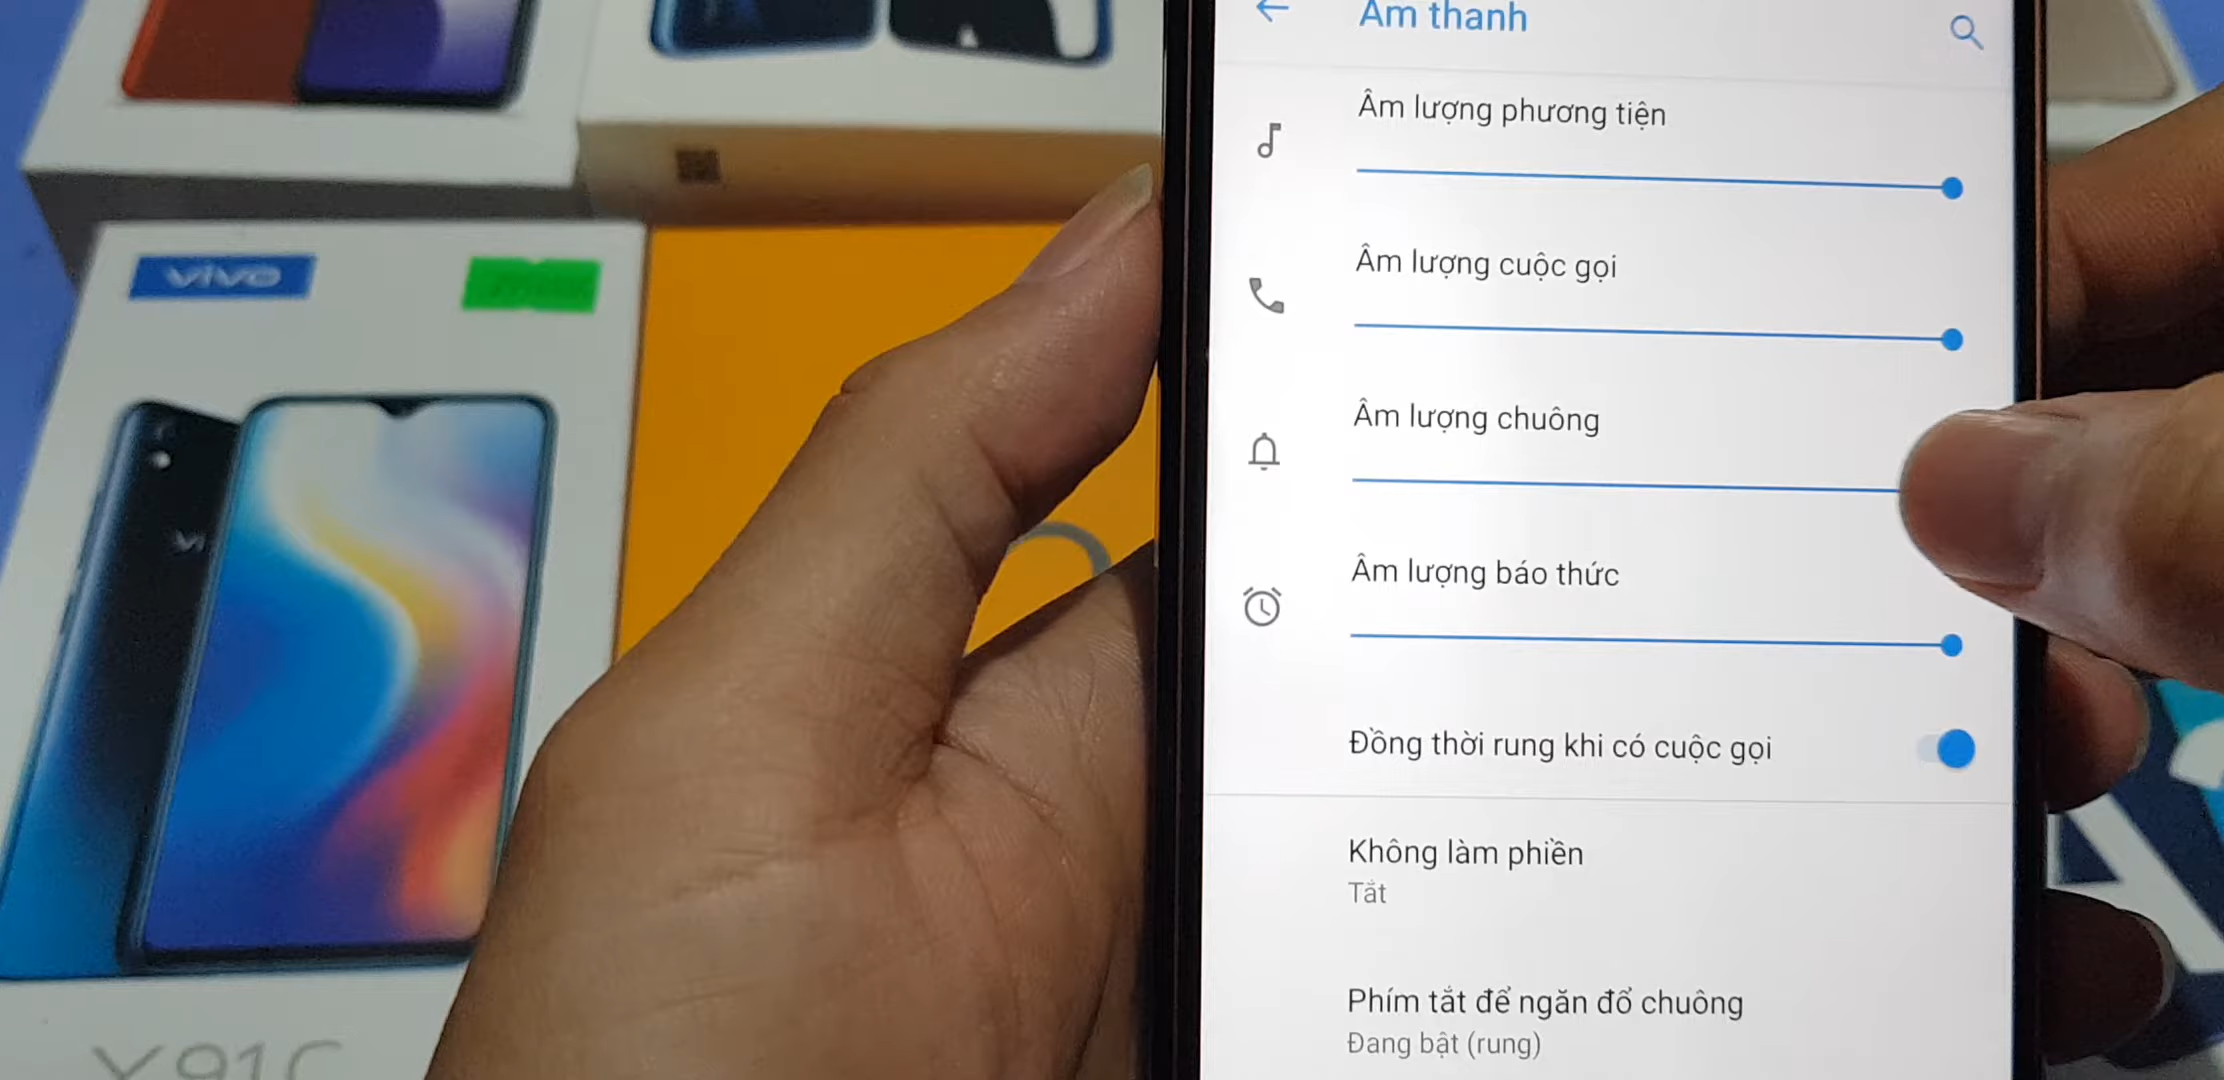 Âm thanh
Âm lượng phương tiện
Âm lượng cuộc gọi
Âm lượng chuông
Âm lượng báo thức
Đồng thời rung khi có cuộc gọi
Không làm phiền
Tắt
Phím tắt để ngăn đổ chuông
Đang bật (rung)
vivo
Y91C